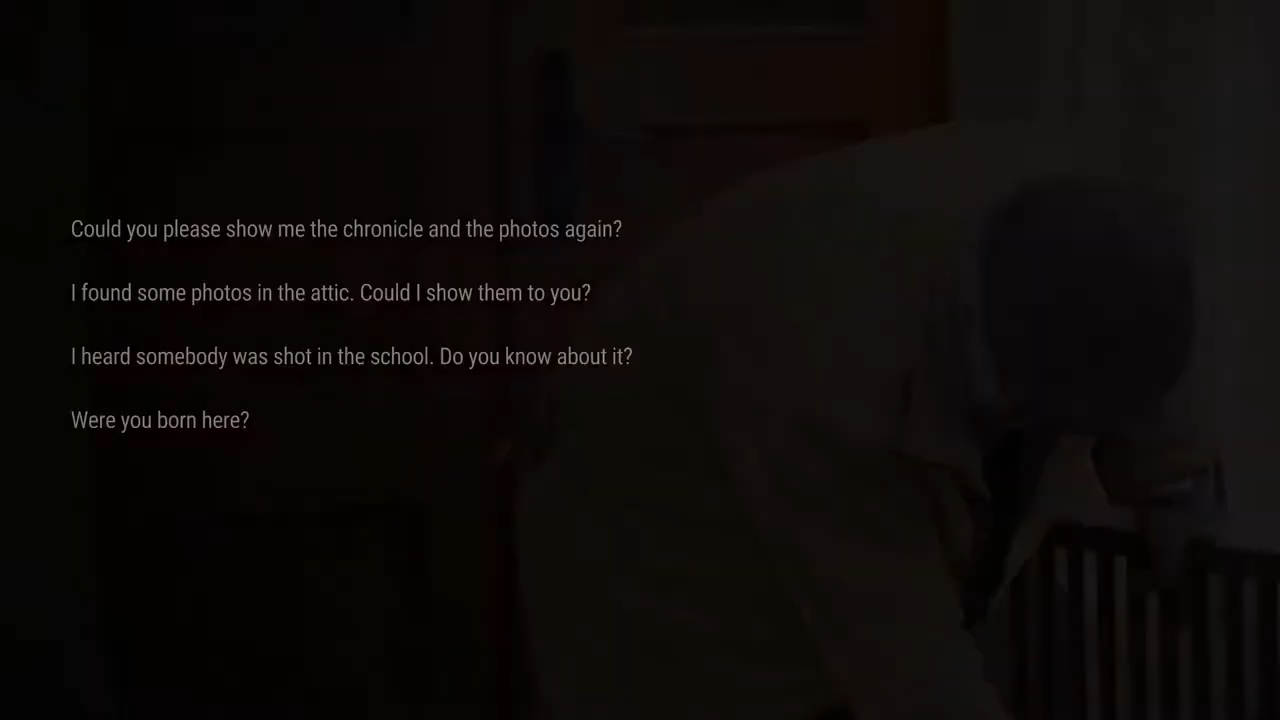 Could you please show me the chronicle and the photos again?
I found some photos in the attic. Could I show them to you?
I heard somebody was shot in the school. Do you know about it?
Were you born here?